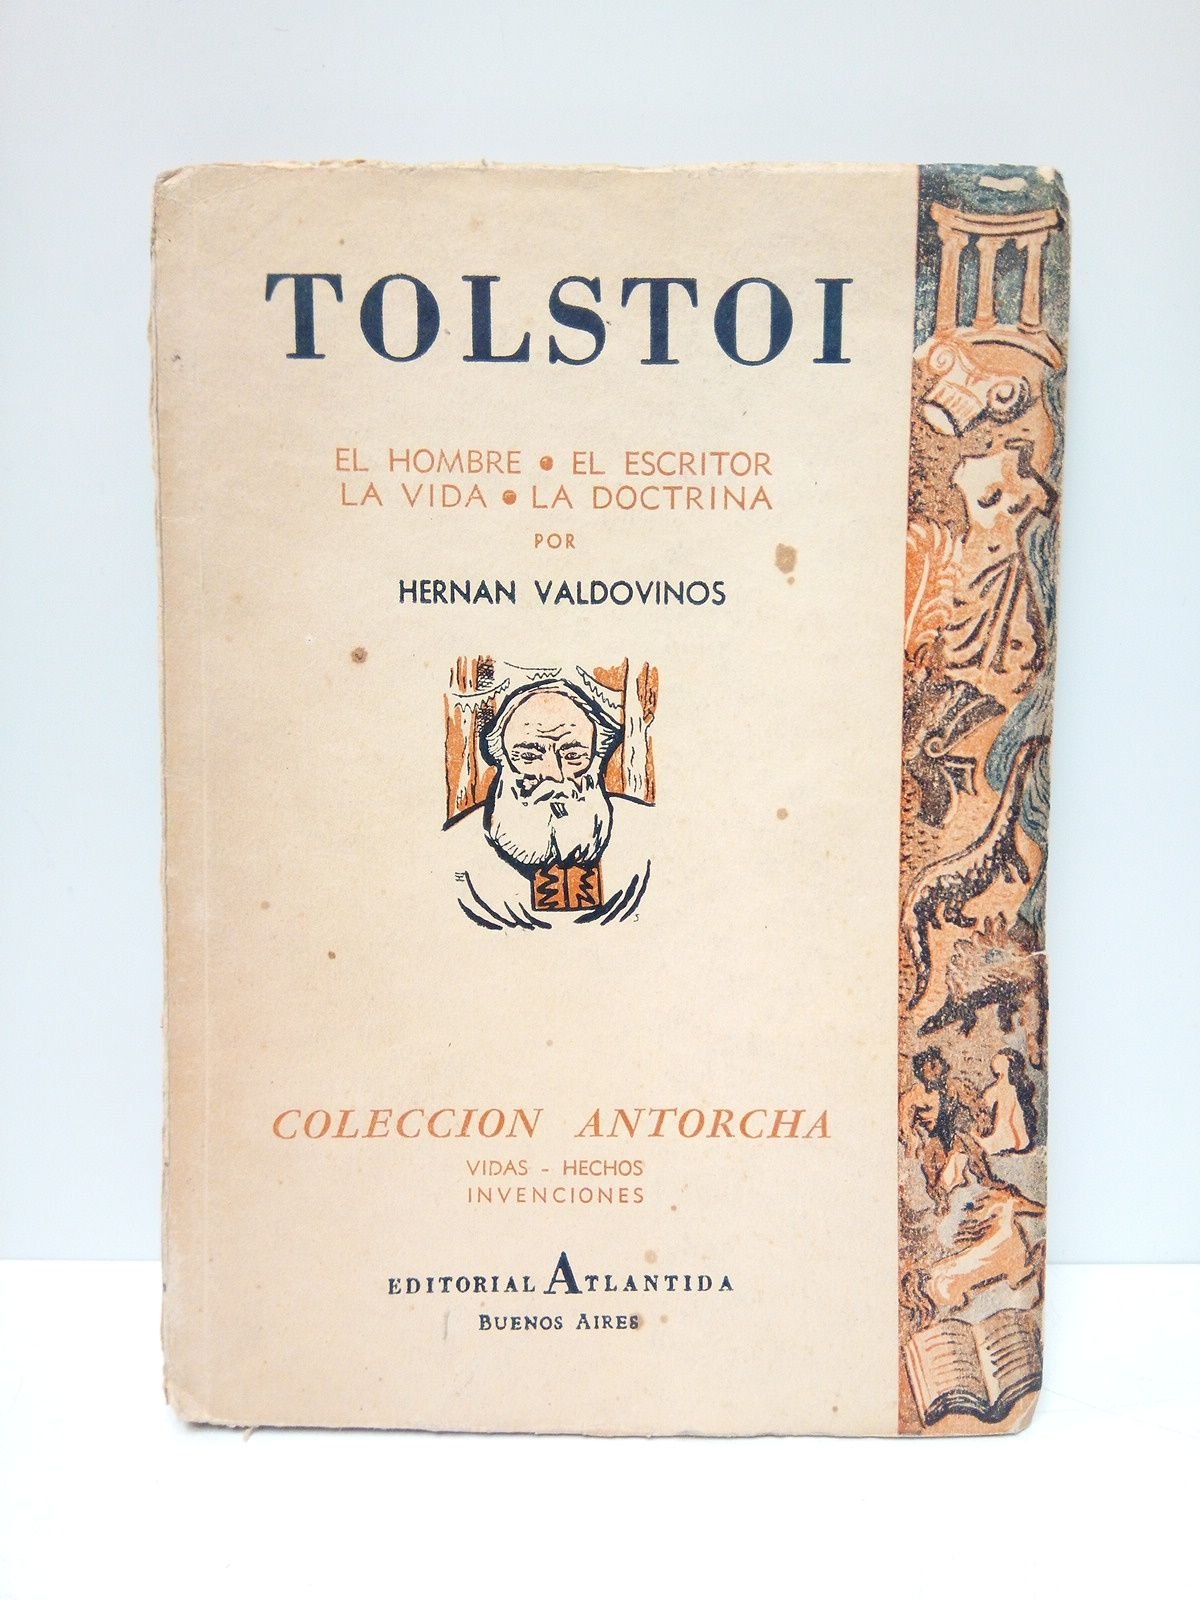 TOLSTOI
EL HOMBRE • EL ESCRITOR
LA VIDA • LA DOCTRINA
POR
HERNAN VALDOVINOS
COLECCION ANTORCHA
VIDAS - HECHOS
INVENCIONES
EDITORIAL ATLANTIDA
BUENOS AIRES